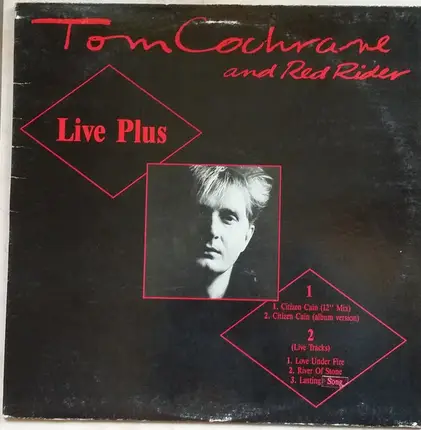 Tom Cochrane
and Red Rider
Live Plus
1
1. Citizen Cain (12" Mix)
2. Citizen Cain (album version)
2
(Live Tracks)
1. Love Under Fire
2. River Of Stone
3. Lasting Song